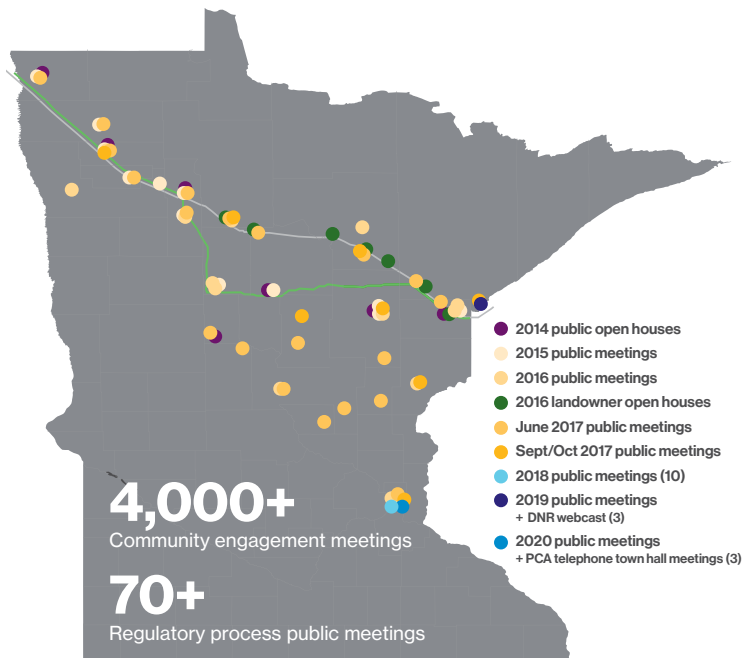 2014 public open houses
2015 public meetings
2016 public meetings
2016 landowner open houses
June 2017 public meetings
Sept/Oct 2017 public meetings
2018 public meetings (10)
2019 public meetings
+ DNR webcast (3)
2020 public meetings
+ PCA telephone town hall meetings (3)
4,000+
Community engagement meetings
70+
Regulatory process public meetings